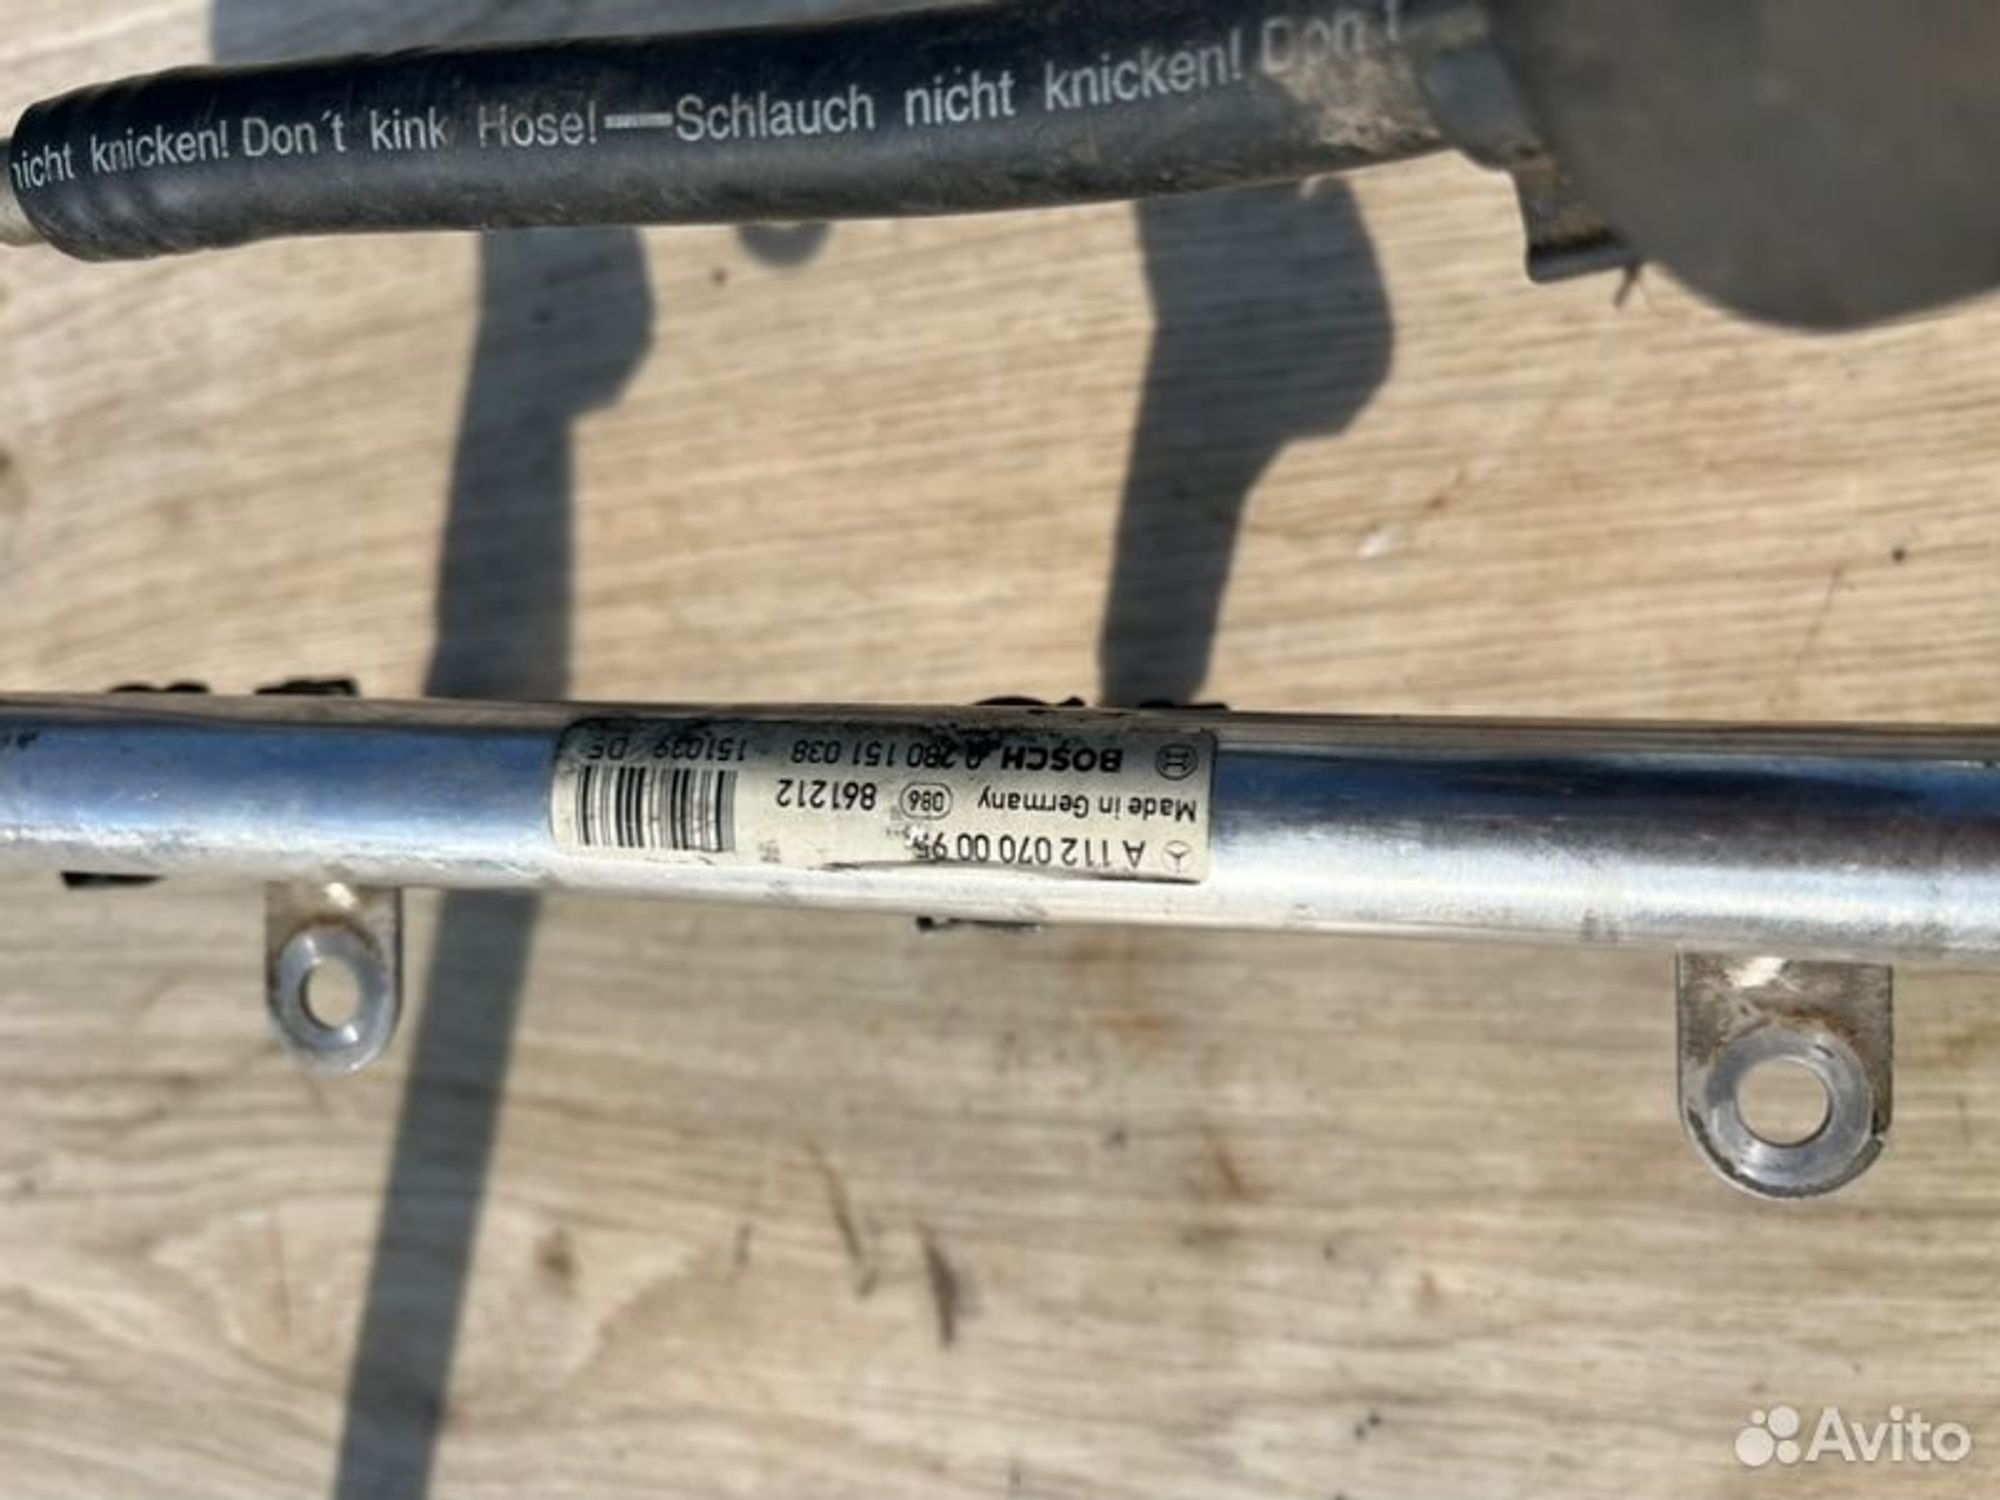 nicht knicken! Don´t kink Hose!—Schlauch nicht knicken! Don´t
A 112 070 00 95
Made in Germany 086 861212
BOSCH 0 280 151 038 151039 D5
Avito